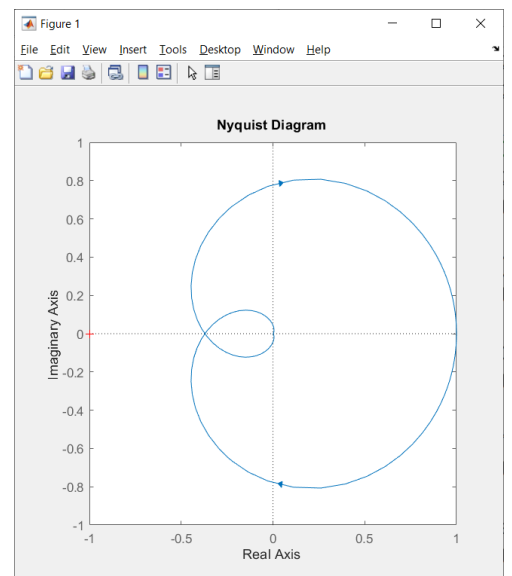 Figure 1
File Edit View Insert Tools Desktop Window Help
Nyquist Diagram
1
0.8
0.6
0.4
0.2
0
-0.2
-0.4
-0.6
-0.8
-1
Imaginary Axis
-1 -0.5 0 0.5 1
Real Axis